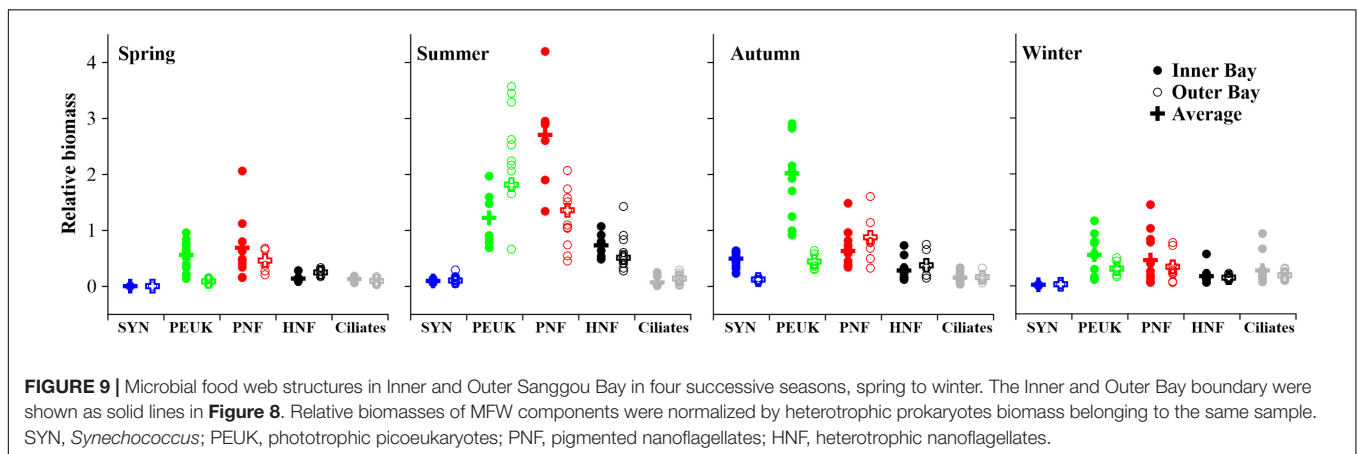 Spring
Summer
Autumn
Winter
Inner Bay
Outer Bay
Average
Relative biomass
4
3
2
1
0
SYN PEUK PNF HNF Ciliates
SYN PEUK PNF HNF Ciliates
SYN PEUK PNF HNF Ciliates
SYN PEUK PNF HNF Ciliates
FIGURE 9 | Microbial food web structures in Inner and Outer Sanggou Bay in four successive seasons, spring to winter. The Inner and Outer Bay boundary were
shown as solid lines in Figure 8. Relative biomasses of MFW components were normalized by heterotrophic prokaryotes biomass belonging to the same sample.
SYN, Synechococcus; PEUK, phototrophic picoeukaryotes; PNF, pigmented nanoflagellates; HNF, heterotrophic nanoflagellates.